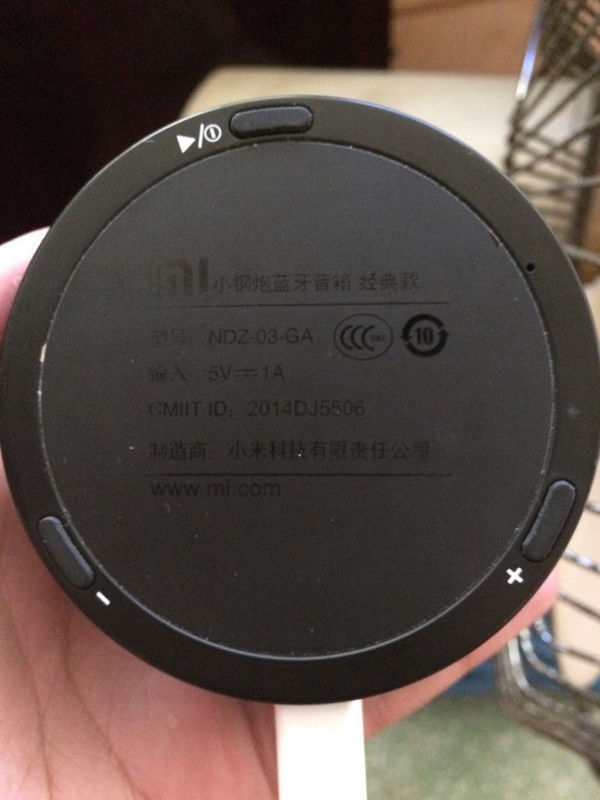 ▶/⏼
MI 小钢炮蓝牙音箱 经典款
型号: NDZ-03-GA CCC S&E 10
输入: 5V⎓1A
CMIIT ID: 2014DJ5506
制造商: 小米科技有限责任公司
www.mi.com
- +